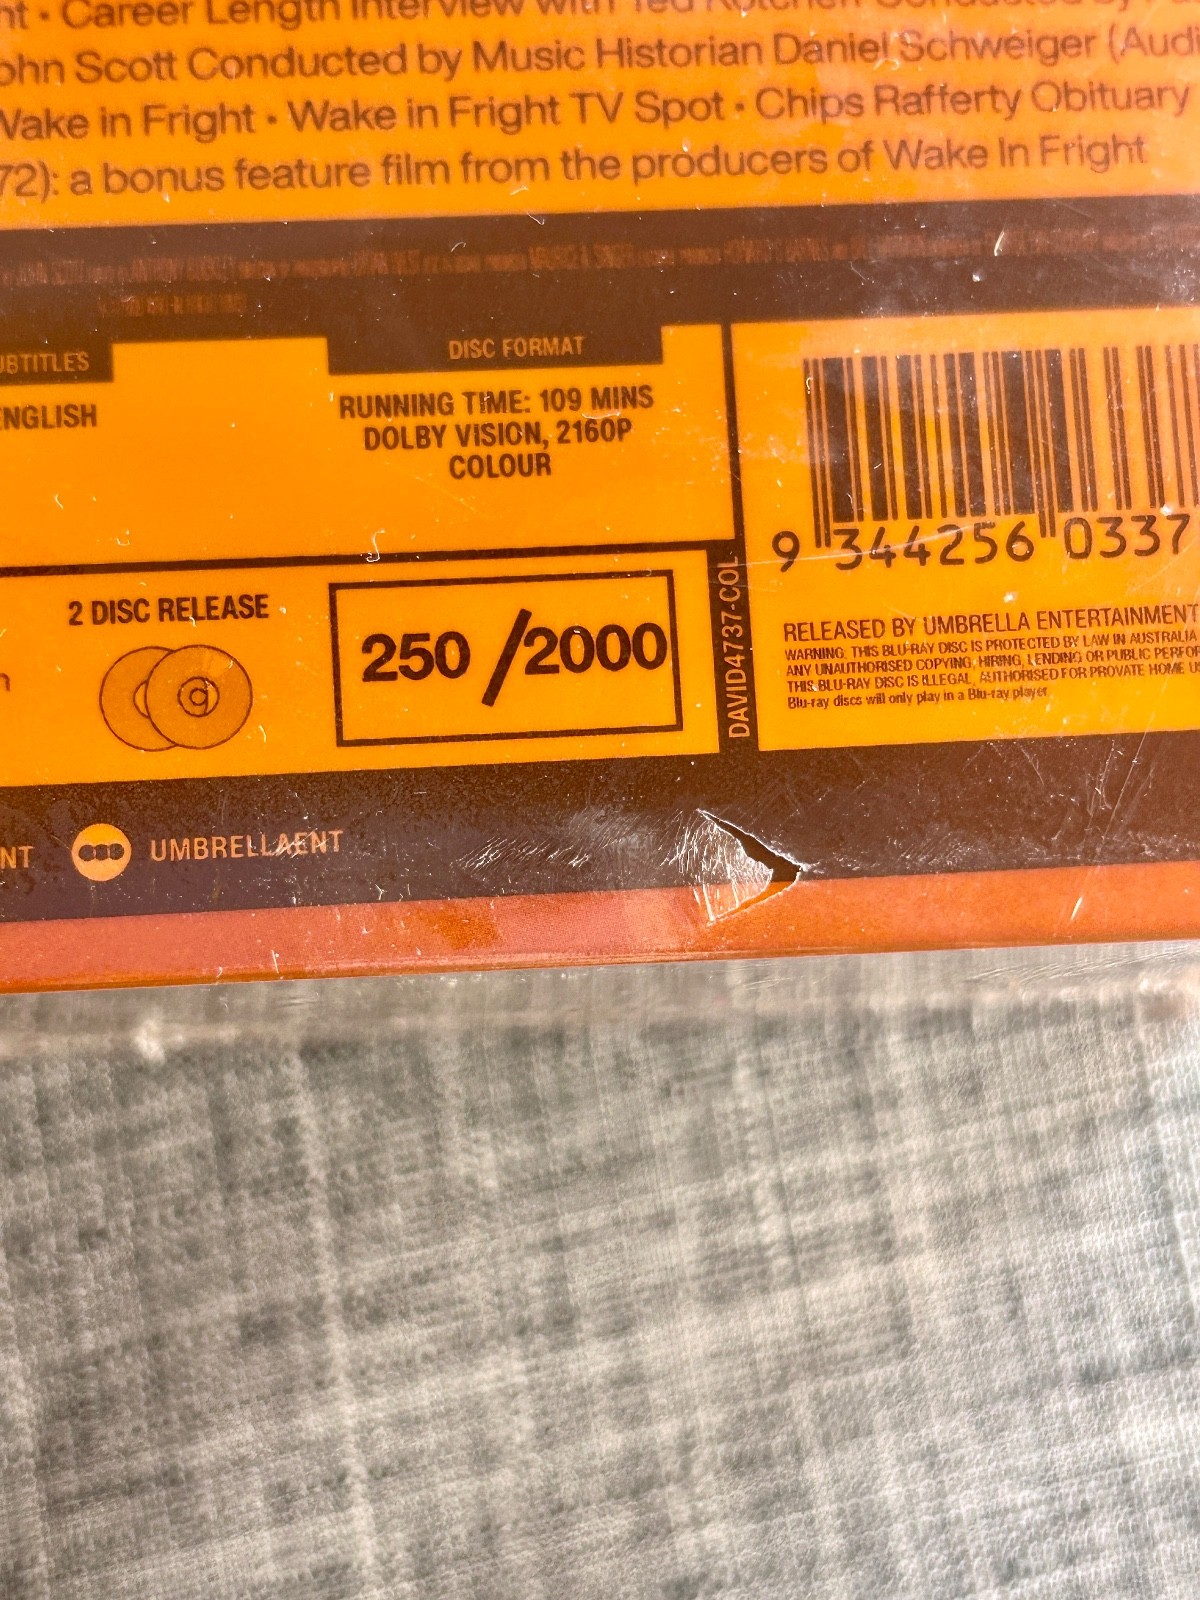 • Career Length Interview with Ted Kotcheff Conducted by
John Scott Conducted by Music Historian Daniel Schweiger (Audi
Wake in Fright • Wake in Fright TV Spot • Chips Rafferty Obituary
72): a bonus feature film from the producers of Wake In Fright
UBTITLES
ENGLISH
DISC FORMAT
RUNNING TIME: 109 MINS
DOLBY VISION, 2160P
COLOUR
9 344256 0337
2 DISC RELEASE
250/2000
DAVID4737-COL
RELEASED BY UMBRELLA ENTERTAINMENT
WARNING, THIS BLU-RAY DISC IS PROTECTED BY LAW IN AUSTRALIA
ANY UNAUTHORISED COPYING, HIRING, LENDING OR PUBLIC PERFOR
THIS BLU-RAY DISC IS ILLEGAL, AUTHORISED FOR PROVATE HOME US
Blu-ray discs will only play in a Blu-ray player
NT
UMBRELLAENT